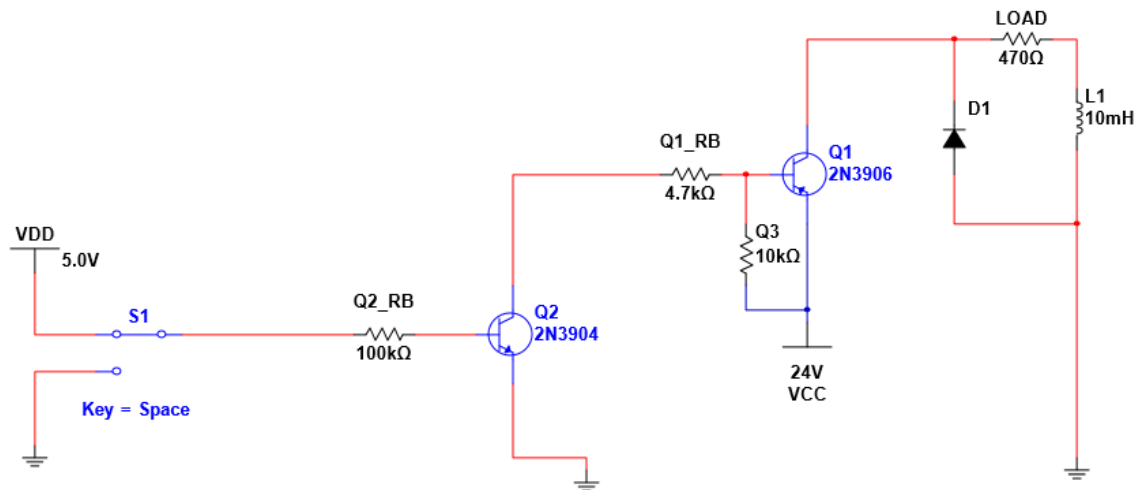 LOAD
470Ω
L1
10mH
D1
Q1_RB
4.7kΩ
Q1
2N3906
Q3
10kΩ
VDD
5.0V
S1
Q2_RB
100kΩ
Q2
2N3904
24V
VCC
Key = Space